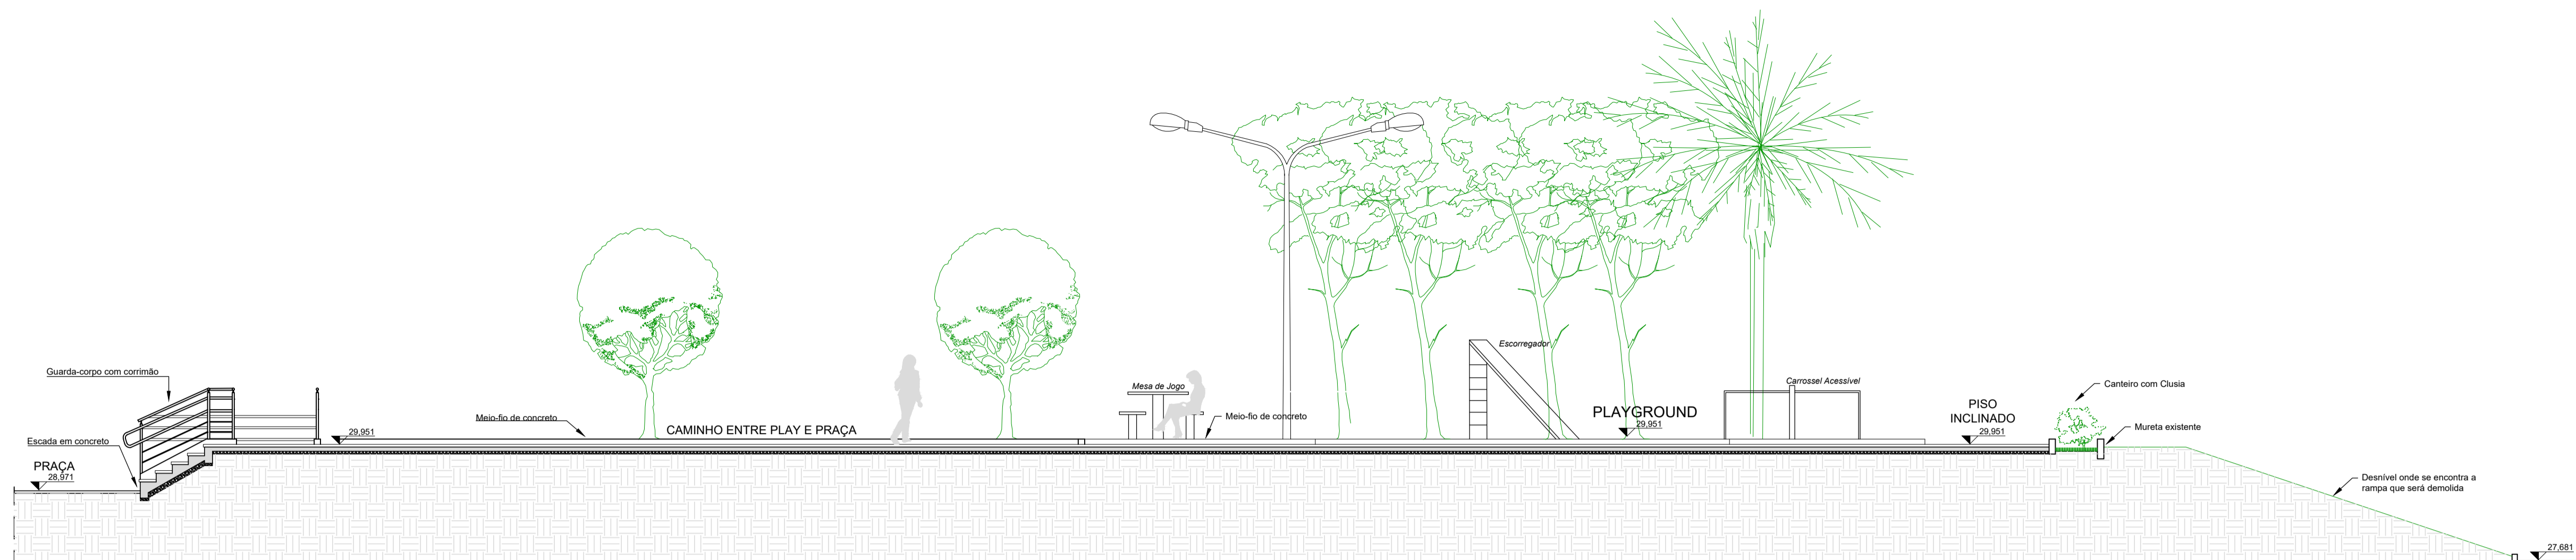 Guarda-corpo com corrimão
Escada em concreto
PRAÇA
28,971
29,951
Meio-fio de concreto
CAMINHO ENTRE PLAY E PRAÇA
Mesa de Jogo
Meio-fio de concreto
Escorregador
PLAYGROUND
29,951
Carrossel Acessível
PISO
INCLINADO
29,951
Canteiro com Clusia
Mureta existente
Desnível onde se encontra a
rampa que será demolida
27,681